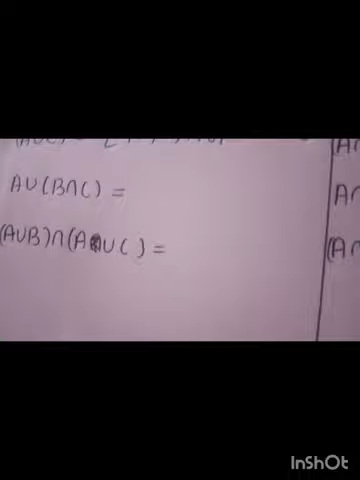 A∪(B∩C) =
(A∪B)∩(A∪C) =
(A∩
A∩
(A∩
InShOt